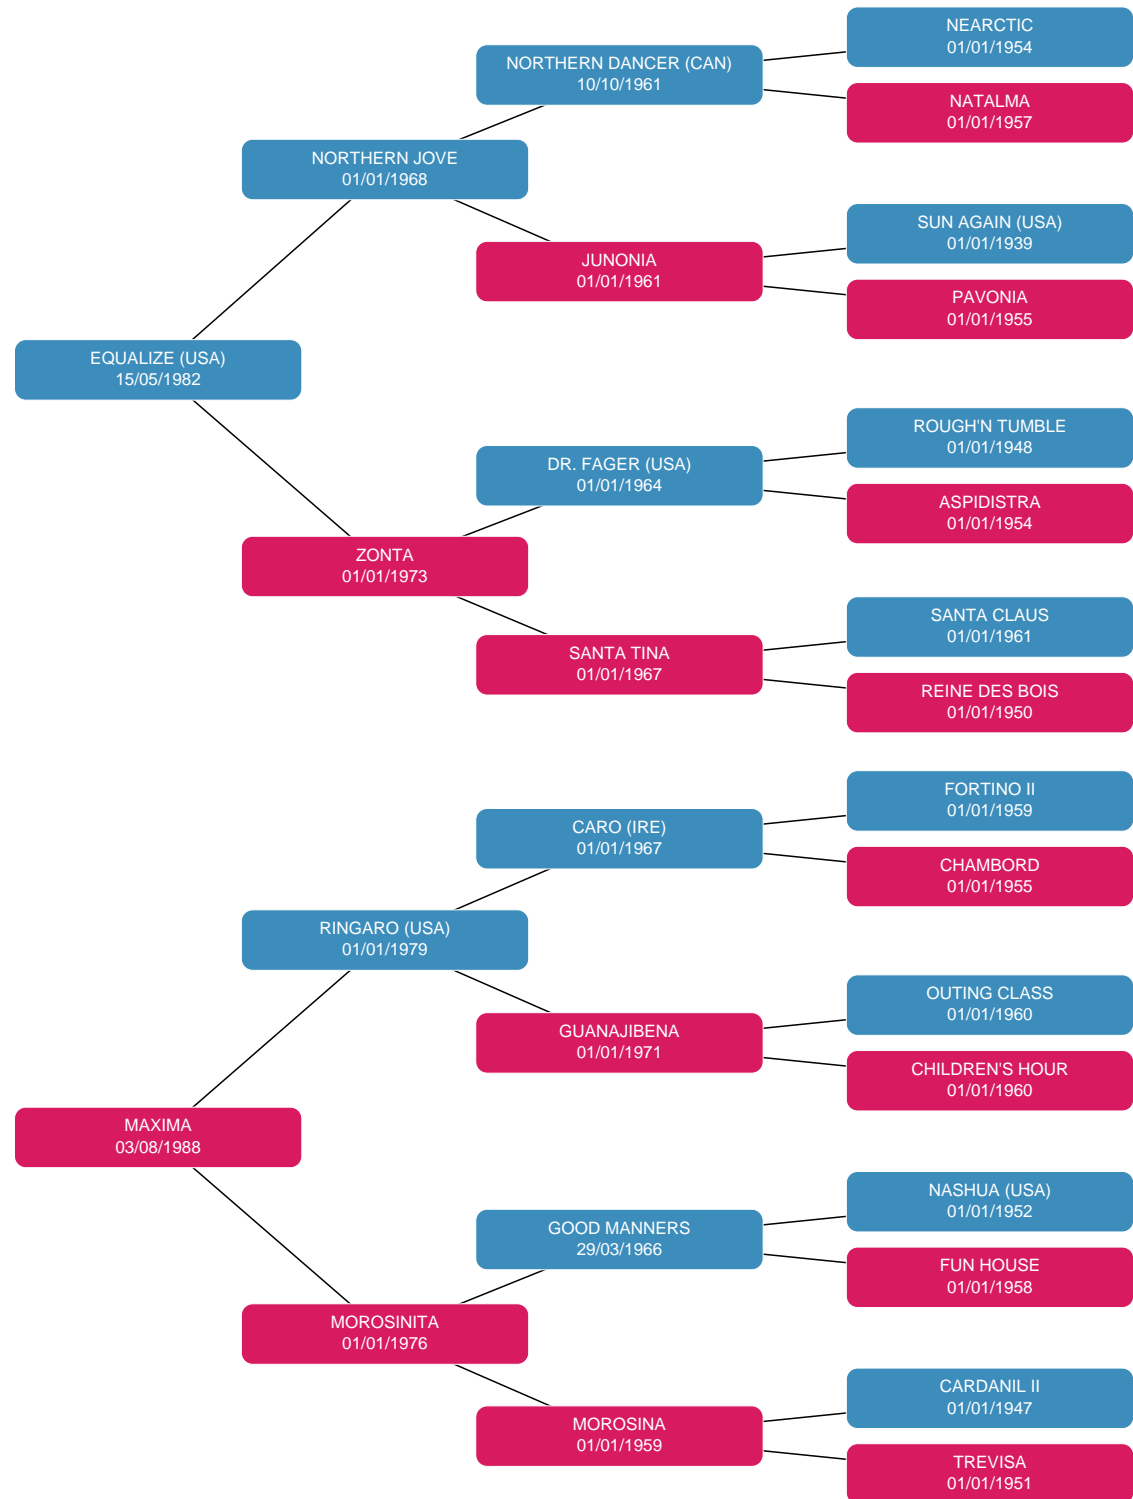 NEARCTIC
01/01/1954
NORTHERN DANCER (CAN)
10/10/1961
NATALMA
01/01/1957
NORTHERN JOVE
01/01/1968
SUN AGAIN (USA)
01/01/1939
JUNONIA
01/01/1961
PAVONIA
01/01/1955
EQUALIZE (USA)
15/05/1982
ROUGH'N TUMBLE
01/01/1948
DR. FAGER (USA)
01/01/1964
ASPIDISTRA
01/01/1954
ZONTA
01/01/1973
SANTA CLAUS
01/01/1961
SANTA TINA
01/01/1967
REINE DES BOIS
01/01/1950
FORTINO II
01/01/1959
CARO (IRE)
01/01/1967
CHAMBORD
01/01/1955
RINGARO (USA)
01/01/1979
OUTING CLASS
01/01/1960
GUANAJIBENA
01/01/1971
CHILDREN'S HOUR
01/01/1960
MAXIMA
03/08/1988
NASHUA (USA)
01/01/1952
GOOD MANNERS
29/03/1966
FUN HOUSE
01/01/1958
MOROSINITA
01/01/1976
CARDANIL II
01/01/1947
MOROSINA
01/01/1959
TREVISA
01/01/1951